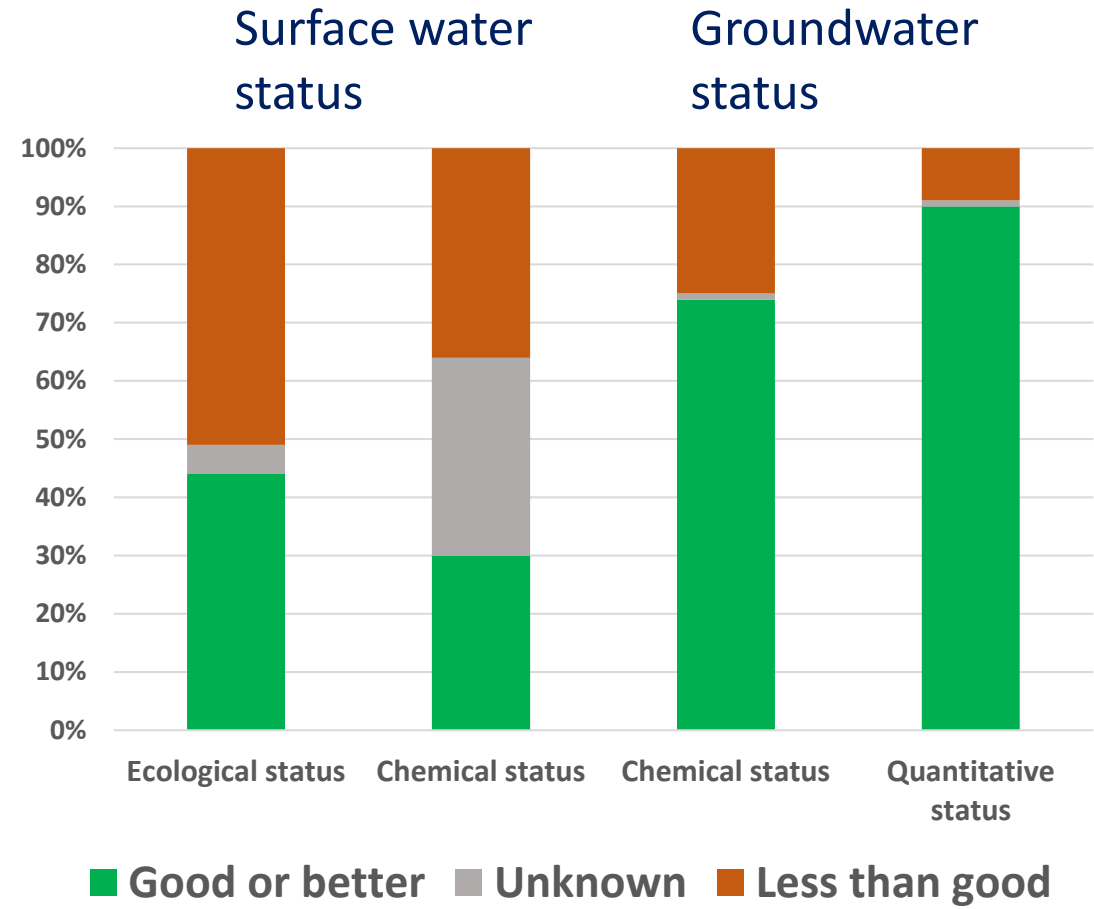 Surface water
status
Groundwater
status
100%
90%
80%
70%
60%
50%
40%
30%
20%
10%
0%
Ecological status
Chemical status
Chemical status
Quantitative
status
Good or better
Unknown
Less than good